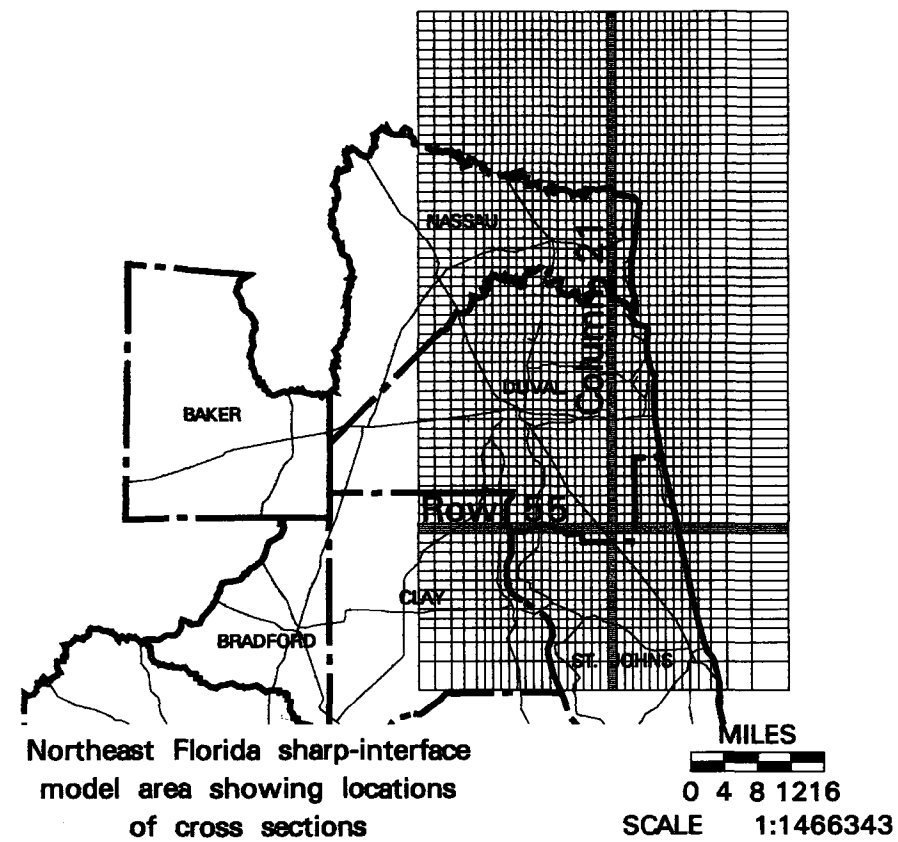 NASSAU
Column 21
DUVAL
BAKER
Row 55
CLAY
BRADFORD
ST. JOHNS
Northeast Florida sharp-interface
model area showing locations
of cross sections
MILES
0 4 8 1216
SCALE 1:1466343